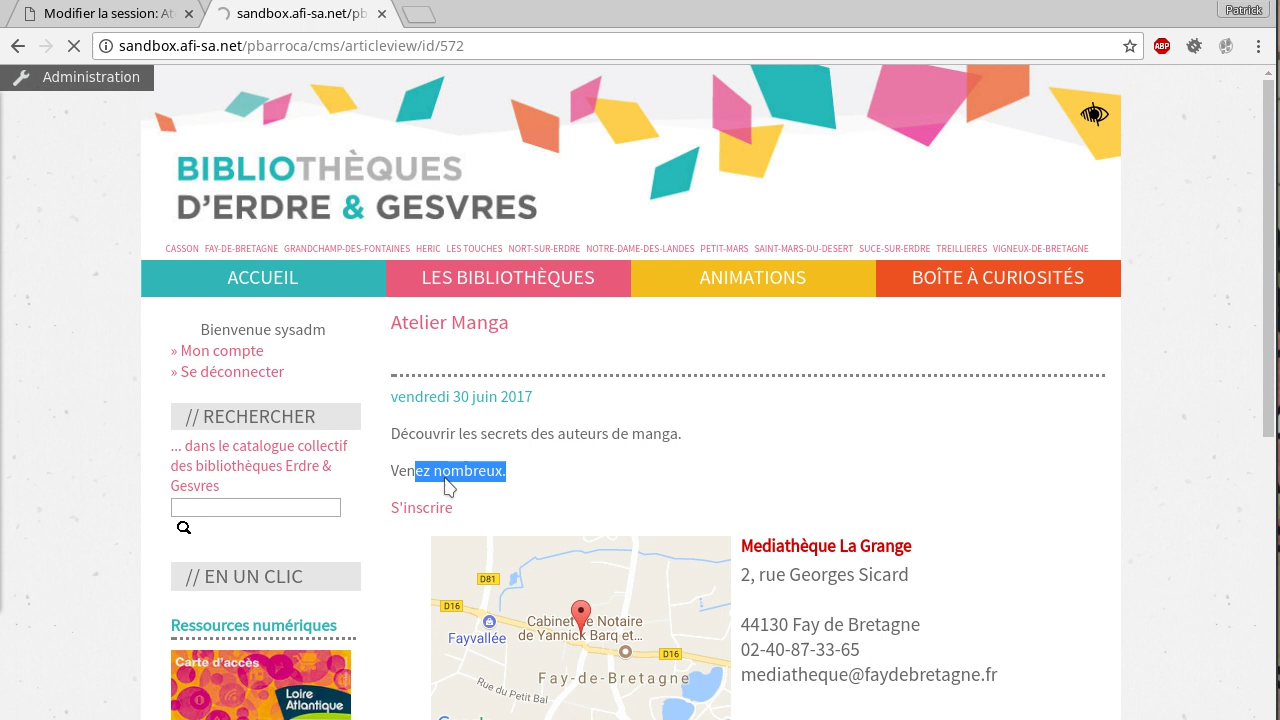 Modifier la session: At
sandbox.afi-sa.net/pb
Patrick
sandbox.afi-sa.net/pbarroca/cms/articleview/id/572
ABP
Administration
BIBLIOTHÈQUES
D'ERDRE & GESVRES
CASSON FAY-DE-BRETAGNE GRANDCHAMP-DES-FONTAINES HERIC LES TOUCHES NORT-SUR-ERDRE NOTRE-DAME-DES-LANDES PETIT-MARS SAINT-MARS-DU-DESERT SUCE-SUR-ERDRE TREILLIERES VIGNEUX-DE-BRETAGNE
ACCUEIL LES BIBLIOTHÈQUES ANIMATIONS BOÎTE À CURIOSITÉS
Bienvenue sysadm
» Mon compte
» Se déconnecter
// RECHERCHER
... dans le catalogue collectif
des bibliothèques Erdre &
Gesvres
// EN UN CLIC
Ressources numériques
Carte d'accès
Loire
Atlantique
Atelier Manga
vendredi 30 juin 2017
Découvrir les secrets des auteurs de manga.
Venez nombreux.
S'inscrire
D81
D16
Cabinet de Notaire
de Yannick Barq et...
Fayvallée
D16
Fay-de-Bretagne
Rue du Petit Bal
Google
Mediathèque La Grange
2, rue Georges Sicard
44130 Fay de Bretagne
02-40-87-33-65
mediatheque@faydebretagne.fr